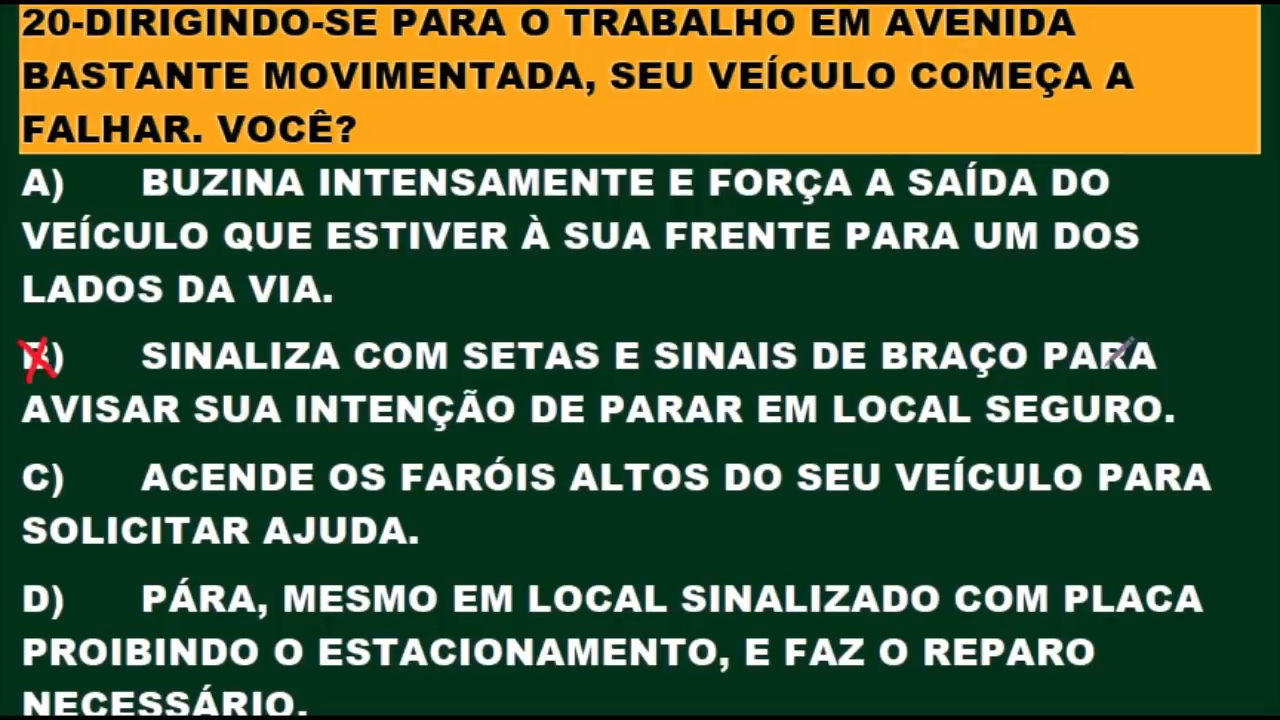 20-DIRIGINDO-SE PARA O TRABALHO EM AVENIDA
BASTANTE MOVIMENTADA, SEU VEÍCULO COMEÇA A
FALHAR. VOCÊ?
A) BUZINA INTENSAMENTE E FORÇA A SAÍDA DO
VEÍCULO QUE ESTIVER À SUA FRENTE PARA UM DOS
LADOS DA VIA.
B) SINALIZA COM SETAS E SINAIS DE BRAÇO PARA
AVISAR SUA INTENÇÃO DE PARAR EM LOCAL SEGURO.
C) ACENDE OS FARÓIS ALTOS DO SEU VEÍCULO PARA
SOLICITAR AJUDA.
D) PÁRA, MESMO EM LOCAL SINALIZADO COM PLACA
PROIBINDO O ESTACIONAMENTO, E FAZ O REPARO
NECESSÁRIO.